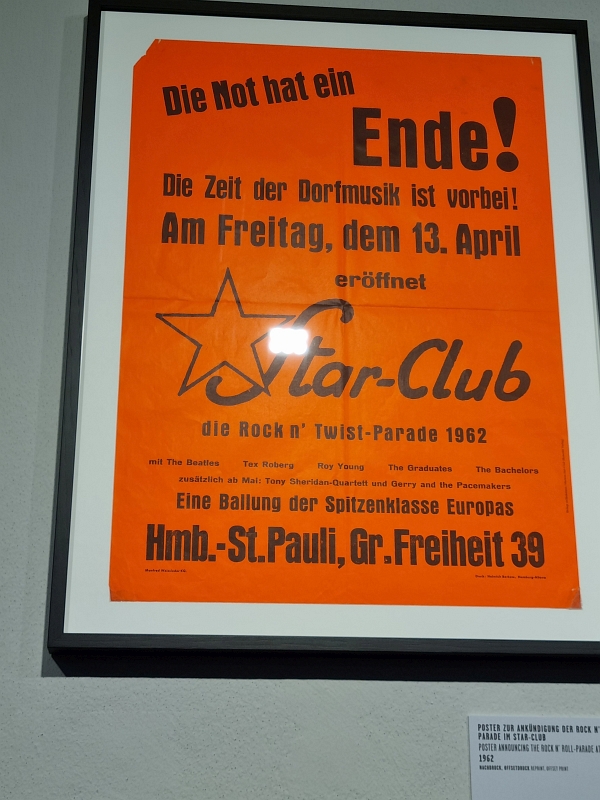 Die Not hat ein
Ende!
Die Zeit der Dorfmusik ist vorbei!
Am Freitag, dem 13. April
eröffnet
Star-Club
die Rock n' Twist-Parade 1962
mit The Beatles Tex Roberg Roy Young The Graduates The Bachelors
zusätzlich ab Mai: Tony Sheridan-Quartett und Gerry and the Pacemakers
Eine Ballung der Spitzenklasse Europas
Hmb.-St.Pauli, Gr.Freiheit 39
POSTER ZUR ANKÜNDIGUNG DER ROCK N'
PARADE IM STAR-CLUB
POSTER ANNOUNCING THE ROCK N' ROLL-PARADE AT
1962
NACHDRUCK, OFFSETDRUCK REPRINT, OFFSET PRINT